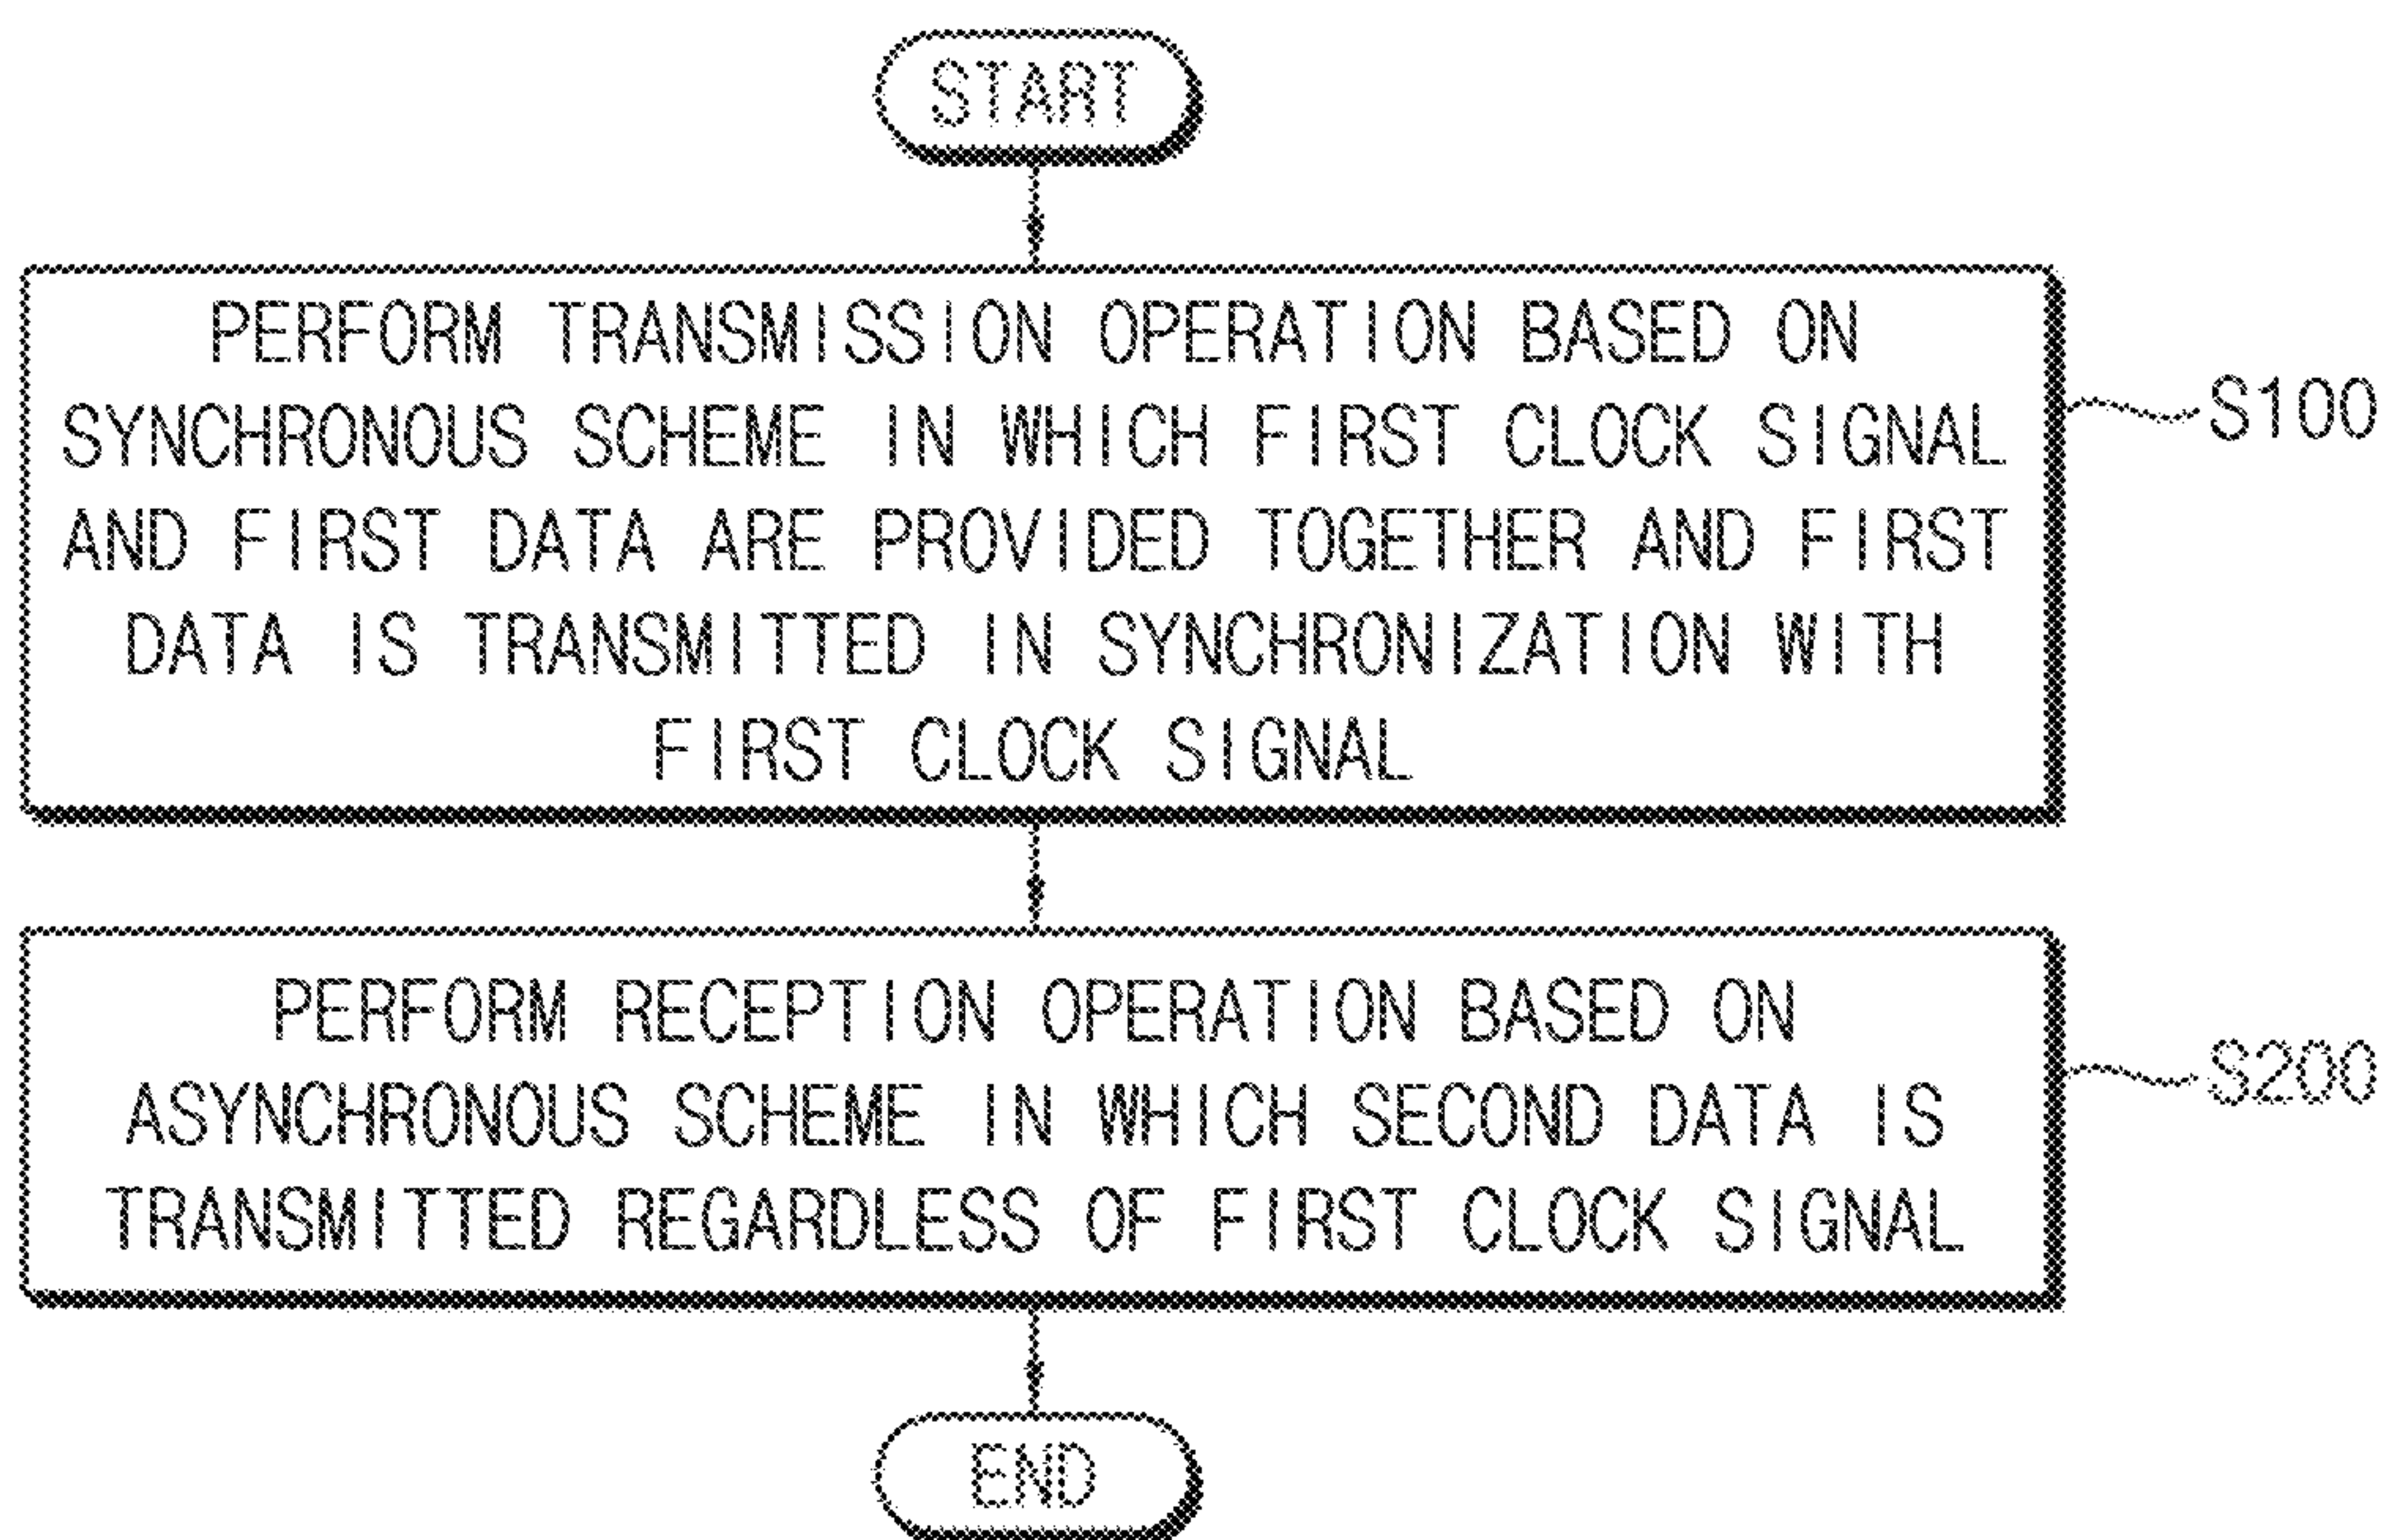 START
PERFORM TRANSMISSION OPERATION BASED ON
SYNCHRONOUS SCHEME IN WHICH FIRST CLOCK SIGNAL
AND FIRST DATA ARE PROVIDED TOGETHER AND FIRST
DATA IS TRANSMITTED IN SYNCHRONIZATION WITH
FIRST CLOCK SIGNAL
S100
PERFORM RECEPTION OPERATION BASED ON
ASYNCHRONOUS SCHEME IN WHICH SECOND DATA IS
TRANSMITTED REGARDLESS OF FIRST CLOCK SIGNAL
S200
END